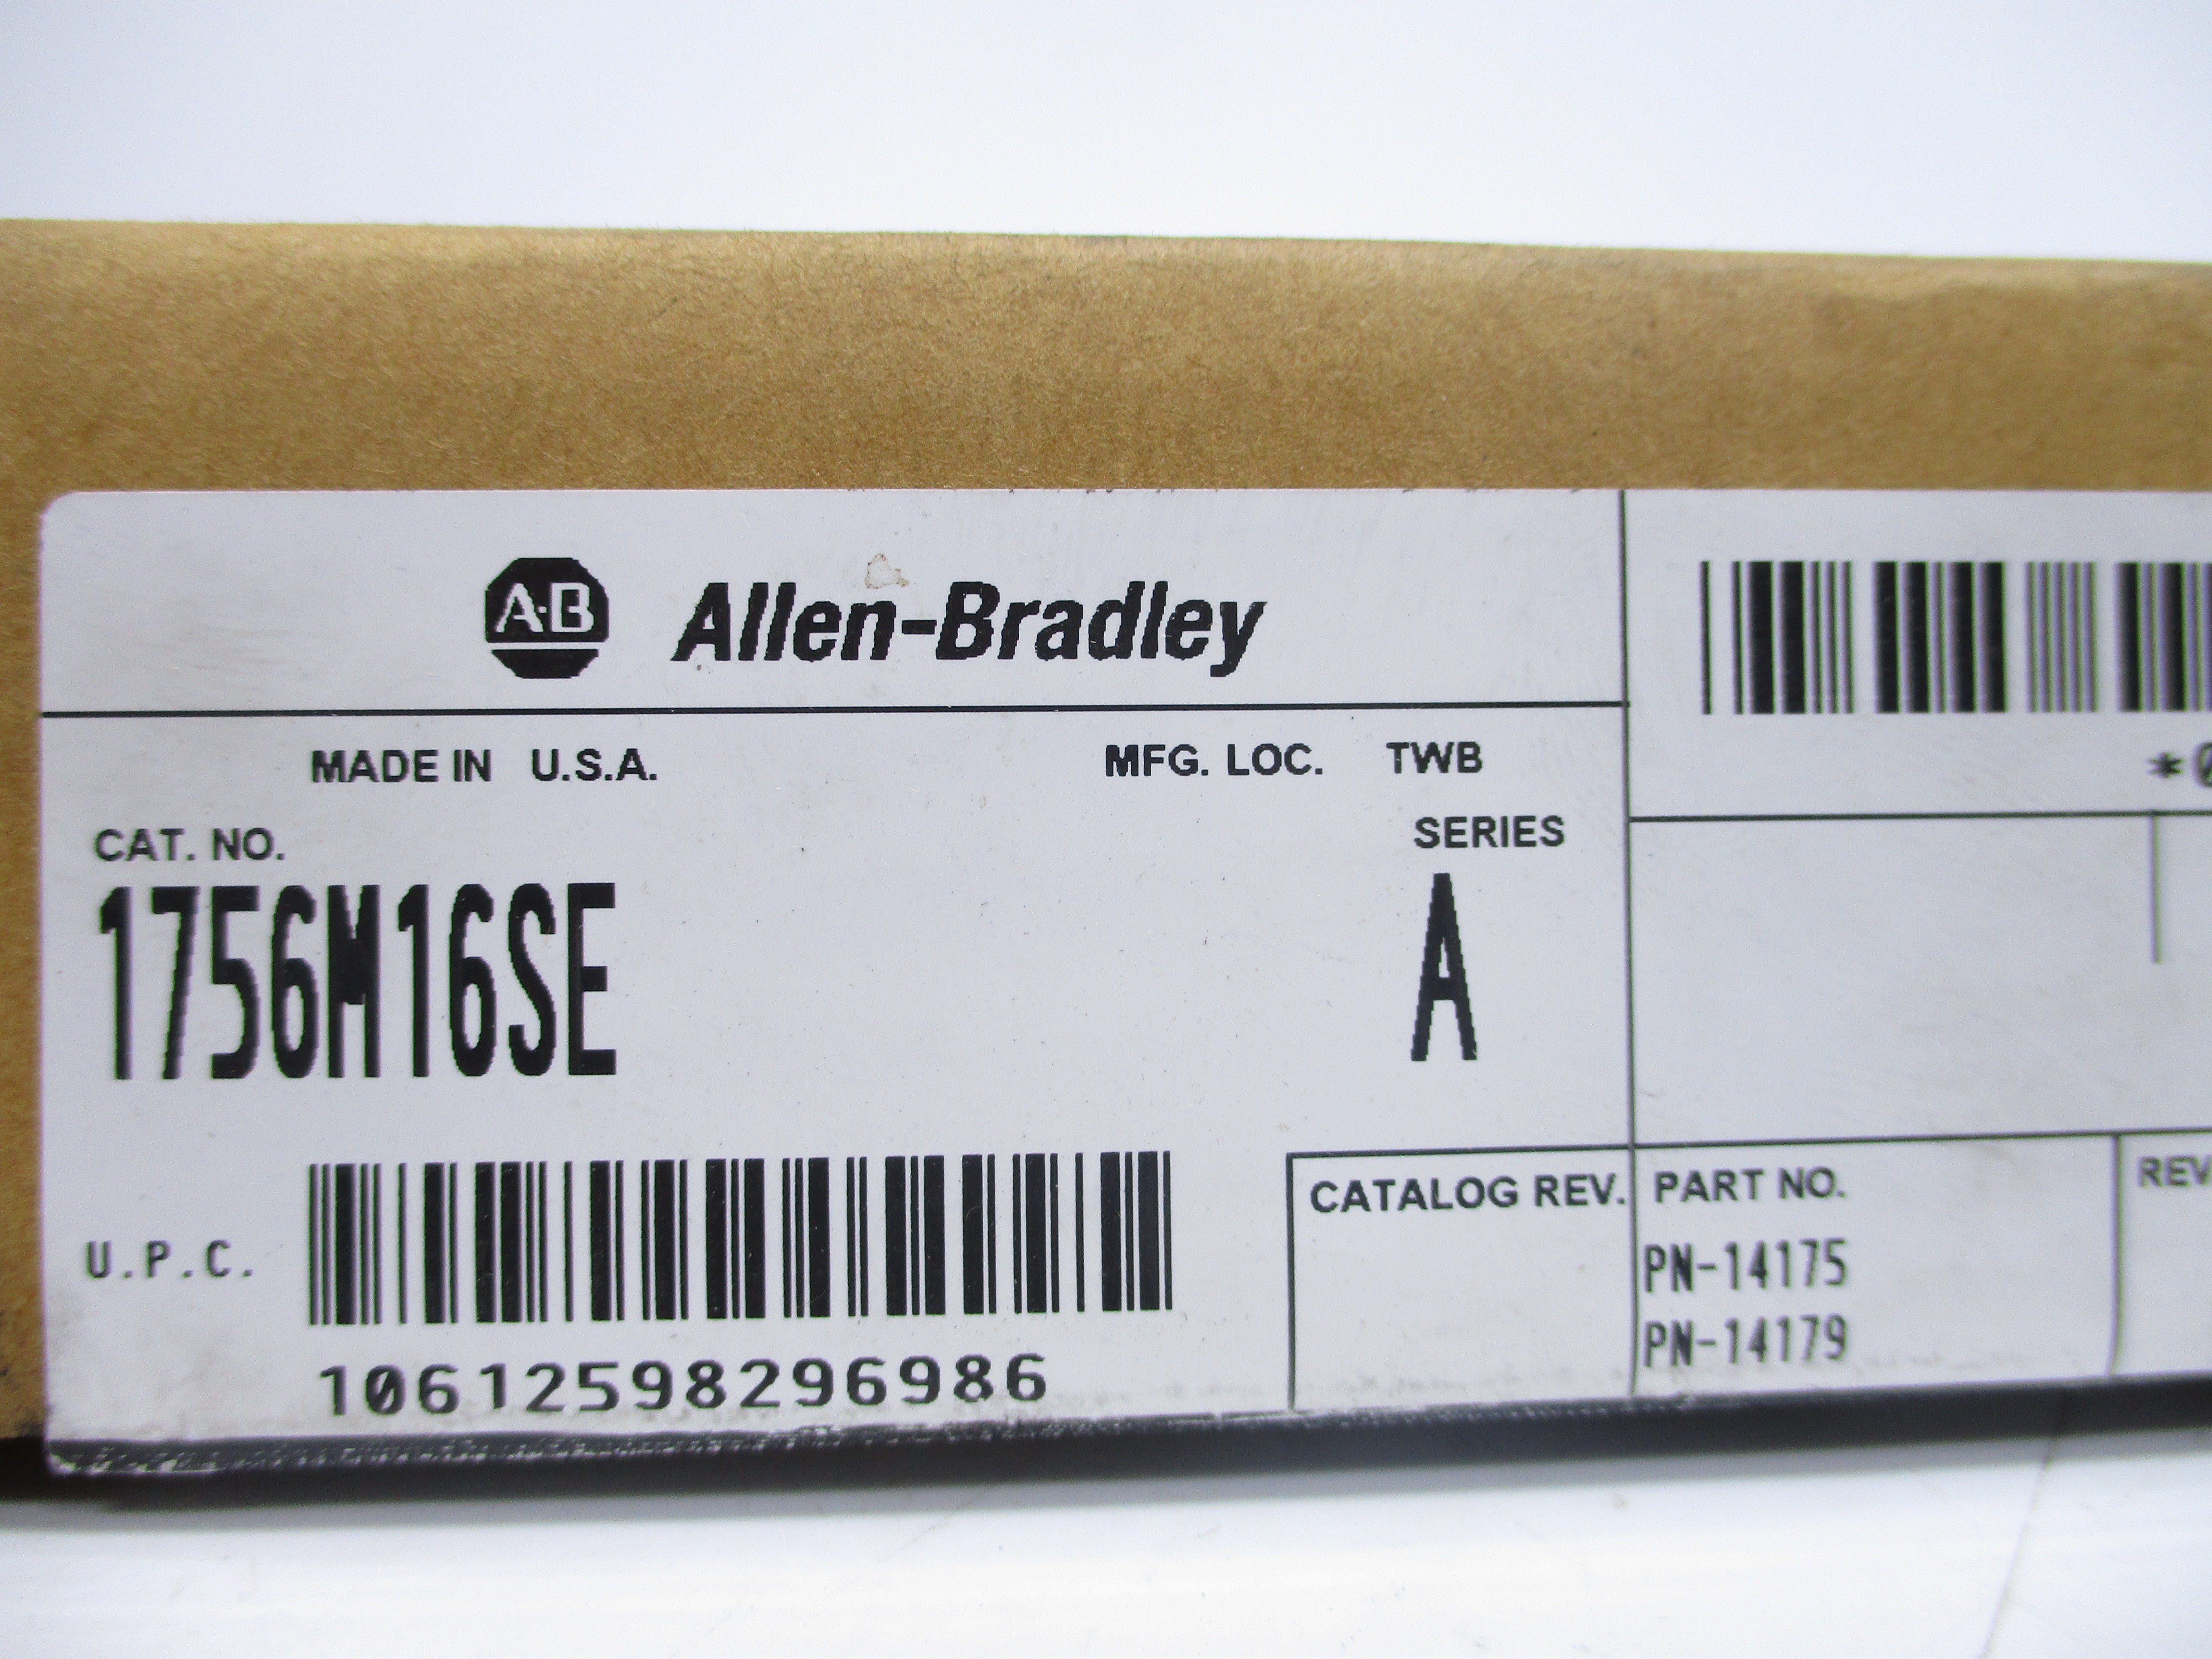 A-B Allen-Bradley
MADE IN U.S.A. MFG. LOC. TWB
CAT. NO. SERIES
1756M16SE A
U.P.C.
10612598296986
CATALOG REV.
PART NO.
PN-14175
PN-14179
REV